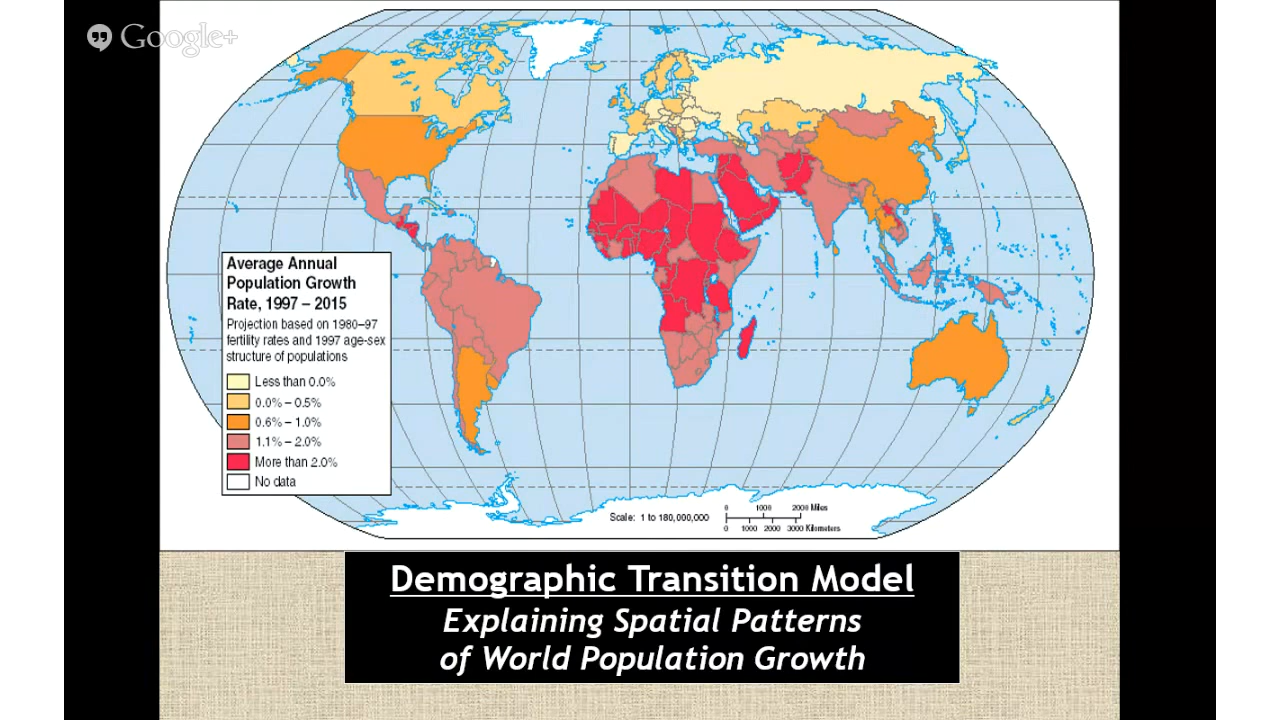 Google+
Average Annual
Population Growth
Rate, 1997 – 2015
Projection based on 1980–97
fertility rates and 1997 age-sex
structure of populations
Less than 0.0%
0.0% – 0.5%
0.6% – 1.0%
1.1% – 2.0%
More than 2.0%
No data
Scale: 1 to 180,000,000
0 1000 2000 Miles
0 1000 2000 3000 Kilometers
Demographic Transition Model
Explaining Spatial Patterns
of World Population Growth